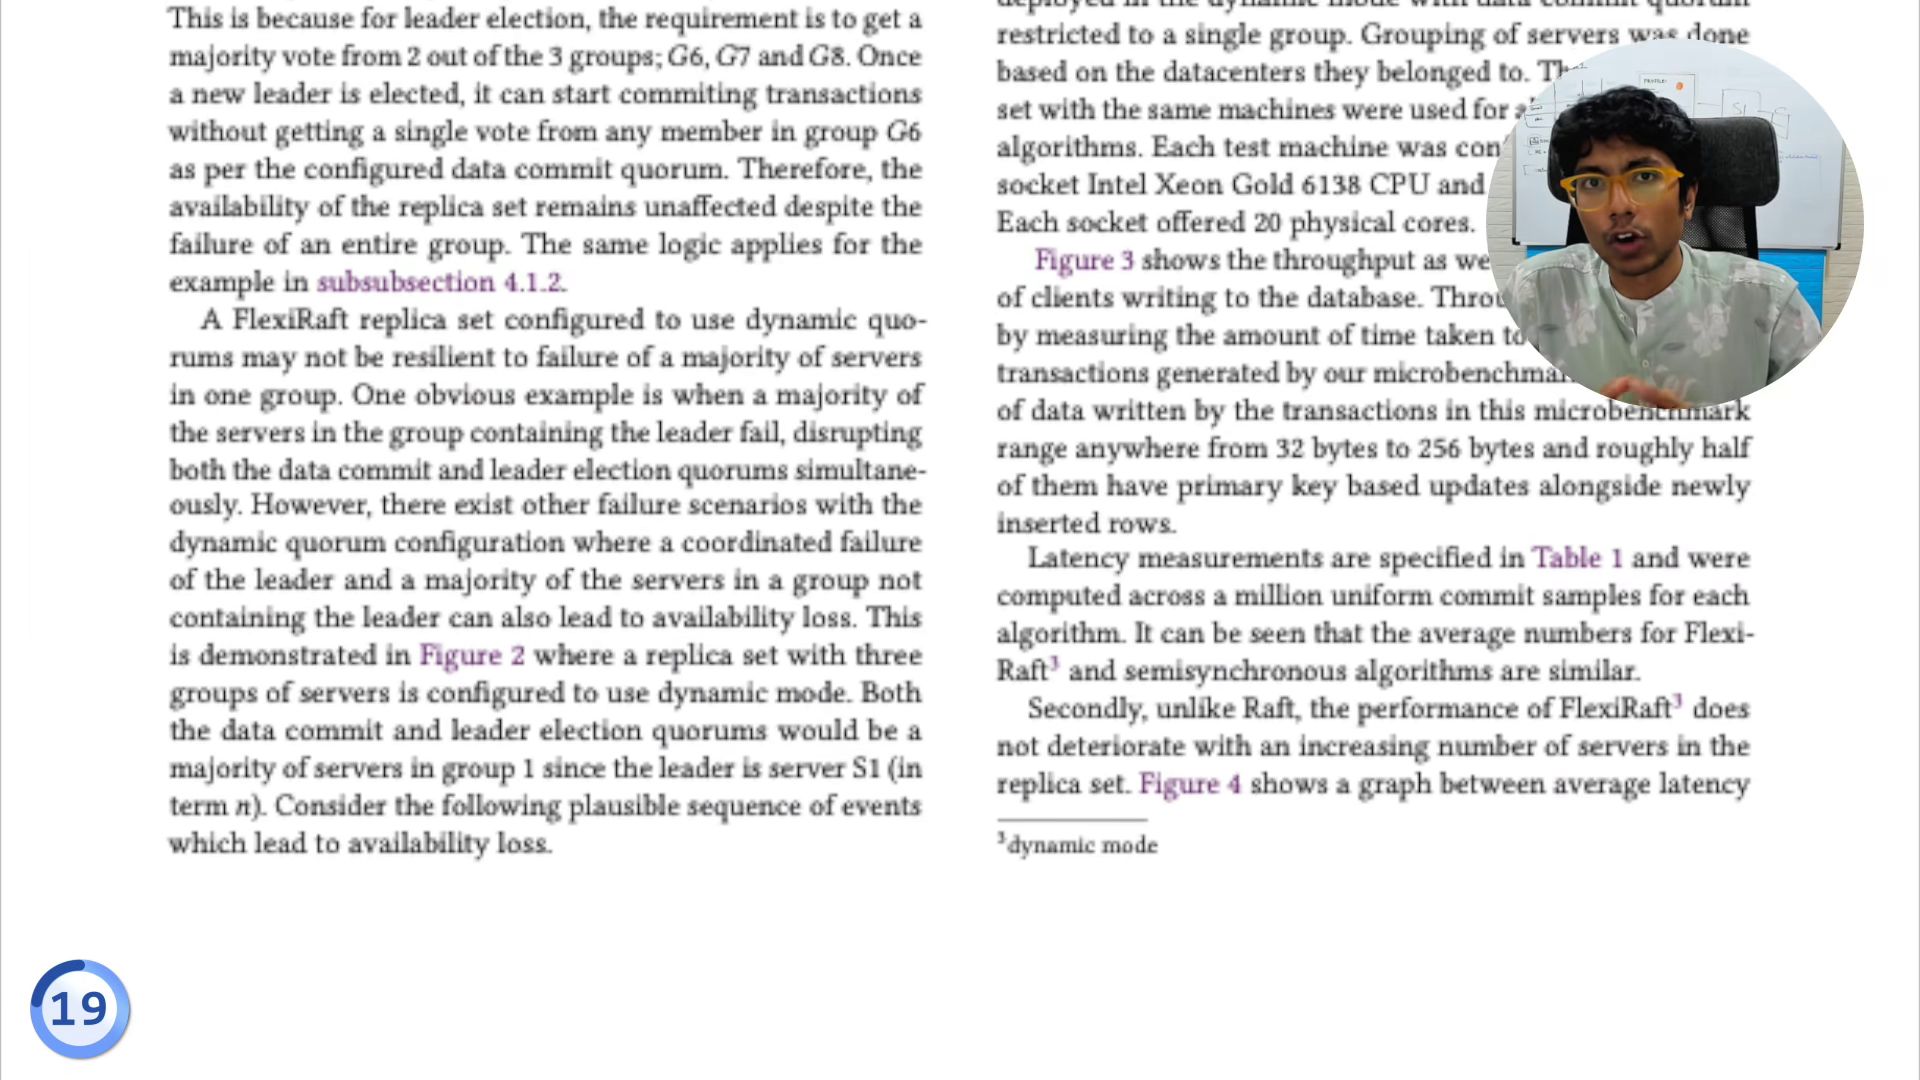 This is because for leader election, the requirement is to get a
majority vote from 2 out of the 3 groups; G6, G7 and G8. Once
a new leader is elected, it can start commiting transactions
without getting a single vote from any member in group G6
as per the configured data commit quorum. Therefore, the
availability of the replica set remains unaffected despite the
failure of an entire group. The same logic applies for the
example in subsubsection 4.1.2.
A FlexiRaft replica set configured to use dynamic quo-
rums may not be resilient to failure of a majority of servers
in one group. One obvious example is when a majority of
the servers in the group containing the leader fail, disrupting
both the data commit and leader election quorums simultane-
ously. However, there exist other failure scenarios with the
dynamic quorum configuration where a coordinated failure
of the leader and a majority of the servers in a group not
containing the leader can also lead to availability loss. This
is demonstrated in Figure 2 where a replica set with three
groups of servers is configured to use dynamic mode. Both
the data commit and leader election quorums would be a
majority of servers in group 1 since the leader is server S1 (in
term n). Consider the following plausible sequence of events
which lead to availability loss.
deployed in the dynamic mode with data commit quorum
restricted to a single group. Grouping of servers was done
based on the datacenters they belonged to.
set with the same machines were used for
algorithms. Each test machine was con
socket Intel Xeon Gold 6138 CPU and
Each socket offered 20 physical cores.
Figure 3 shows the throughput as we
of clients writing to the database. Throu
by measuring the amount of time taken to
transactions generated by our microbenchmar
of data written by the transactions in this microbenchmark
range anywhere from 32 bytes to 256 bytes and roughly half
of them have primary key based updates alongside newly
inserted rows.
Latency measurements are specified in Table 1 and were
computed across a million uniform commit samples for each
algorithm. It can be seen that the average numbers for Flexi-
Raft3 and semisynchronous algorithms are similar.
Secondly, unlike Raft, the performance of FlexiRaft3 does
not deteriorate with an increasing number of servers in the
replica set. Figure 4 shows a graph between average latency
3dynamic mode
19